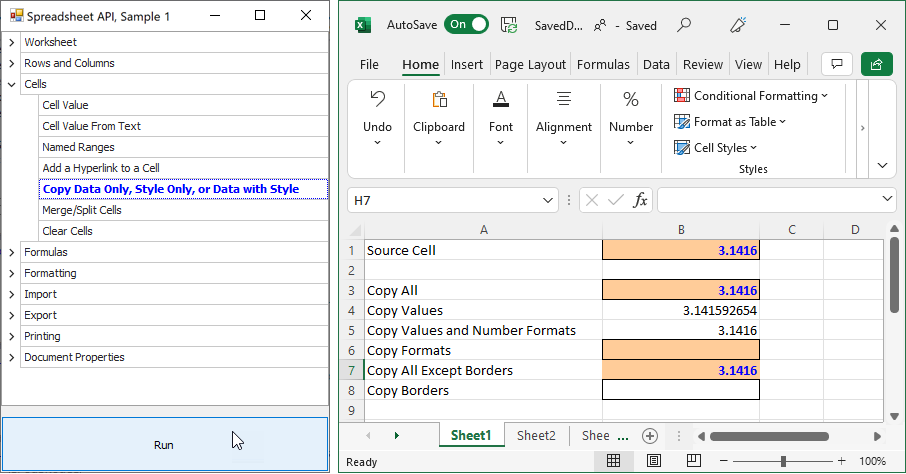 Spreadsheet API, Sample 1
Worksheet
Rows and Columns
Cells
Cell Value
Cell Value From Text
Named Ranges
Add a Hyperlink to a Cell
Copy Data Only, Style Only, or Data with Style
Merge/Split Cells
Clear Cells
Formulas
Formatting
Import
Export
Printing
Document Properties
Run
AutoSave On SavedD... - Saved
File Home Insert Page Layout Formulas Data Review View Help
Undo Clipboard Font Alignment Number
Conditional Formatting
Format as Table
Cell Styles
Styles
H7 fx
A B C D
1 Source Cell 3.1416
2
3 Copy All 3.1416
4 Copy Values 3.141592654
5 Copy Values and Number Formats 3.1416
6 Copy Formats
7 Copy All Except Borders 3.1416
8 Copy Borders
9
Sheet1 Sheet2 Shee ...
Ready 100%